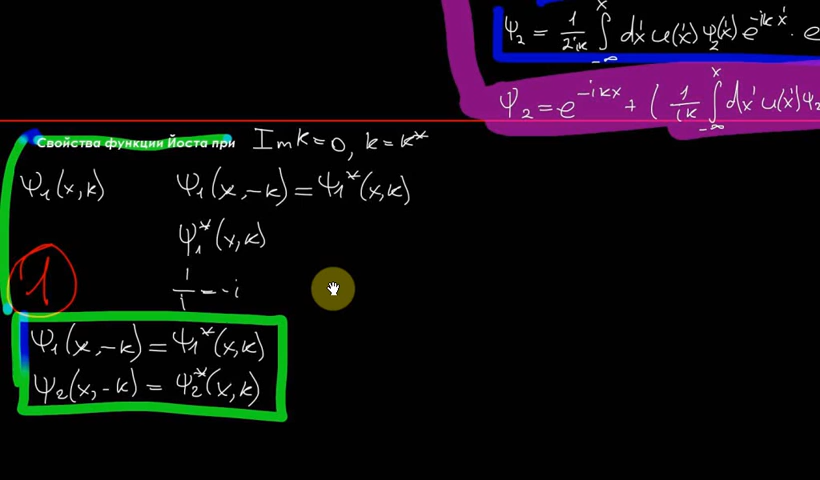 ψ₂ = 1/2ik ∫_{-∞}^{x} dx' u(x') ψ₂(x') e^{-ikx'} · e
ψ₂ = e^{-ikx} + ( 1/ik ∫_{-∞}^{x} dx' u(x') ψ₂
Свойства функции Йоста при Im k = 0, k = k*
ψ₁(x,k) ψ₁(x,-k) = ψ₁*(x,k)
ψ₁*(x,k)
1
1/i = -i
ψ₁(x,-k) = ψ₁*(x,k)
ψ₂(x,-k) = ψ₂*(x,k)